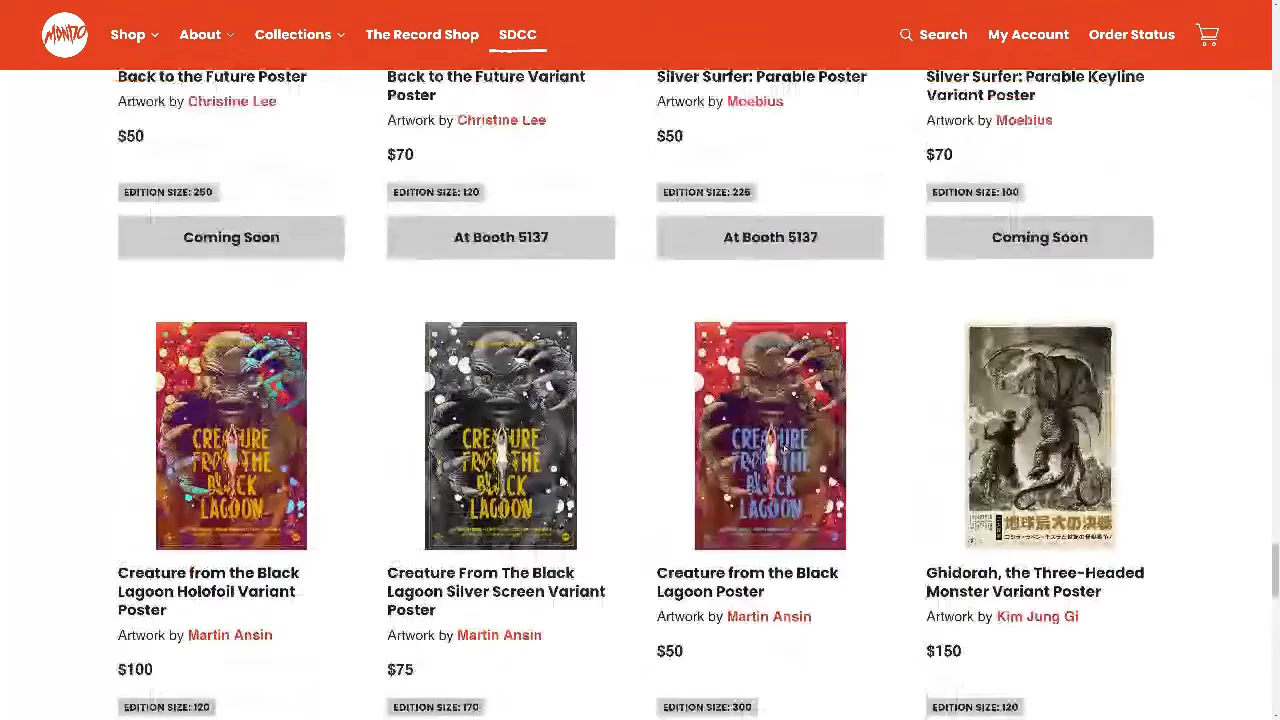 MONDO
Shop
About
Collections
The Record Shop
SDCC
Search
My Account
Order Status
Back to the Future Poster
Artwork by Christine Lee
$50
EDITION SIZE: 250
Coming Soon
Back to the Future Variant
Poster
Artwork by Christine Lee
$70
EDITION SIZE: 120
At Booth 5137
Silver Surfer: Parable Poster
Artwork by Moebius
$50
EDITION SIZE: 225
At Booth 5137
Silver Surfer: Parable Keyline
Variant Poster
Artwork by Moebius
$70
EDITION SIZE: 100
Coming Soon
CREATURE
FROM THE
BLACK
LAGOON
Creature from the Black
Lagoon Holofoil Variant
Poster
Artwork by Martin Ansin
$100
EDITION SIZE: 120
CREATURE
FROM THE
BLACK
LAGOON
Creature From The Black
Lagoon Silver Screen Variant
Poster
Artwork by Martin Ansin
$75
EDITION SIZE: 170
CREATURE
FROM THE
BLACK
LAGOON
Creature from the Black
Lagoon Poster
Artwork by Martin Ansin
$50
EDITION SIZE: 300
地球最大の決戦
Ghidorah, the Three-Headed
Monster Variant Poster
Artwork by Kim Jung Gi
$150
EDITION SIZE: 120